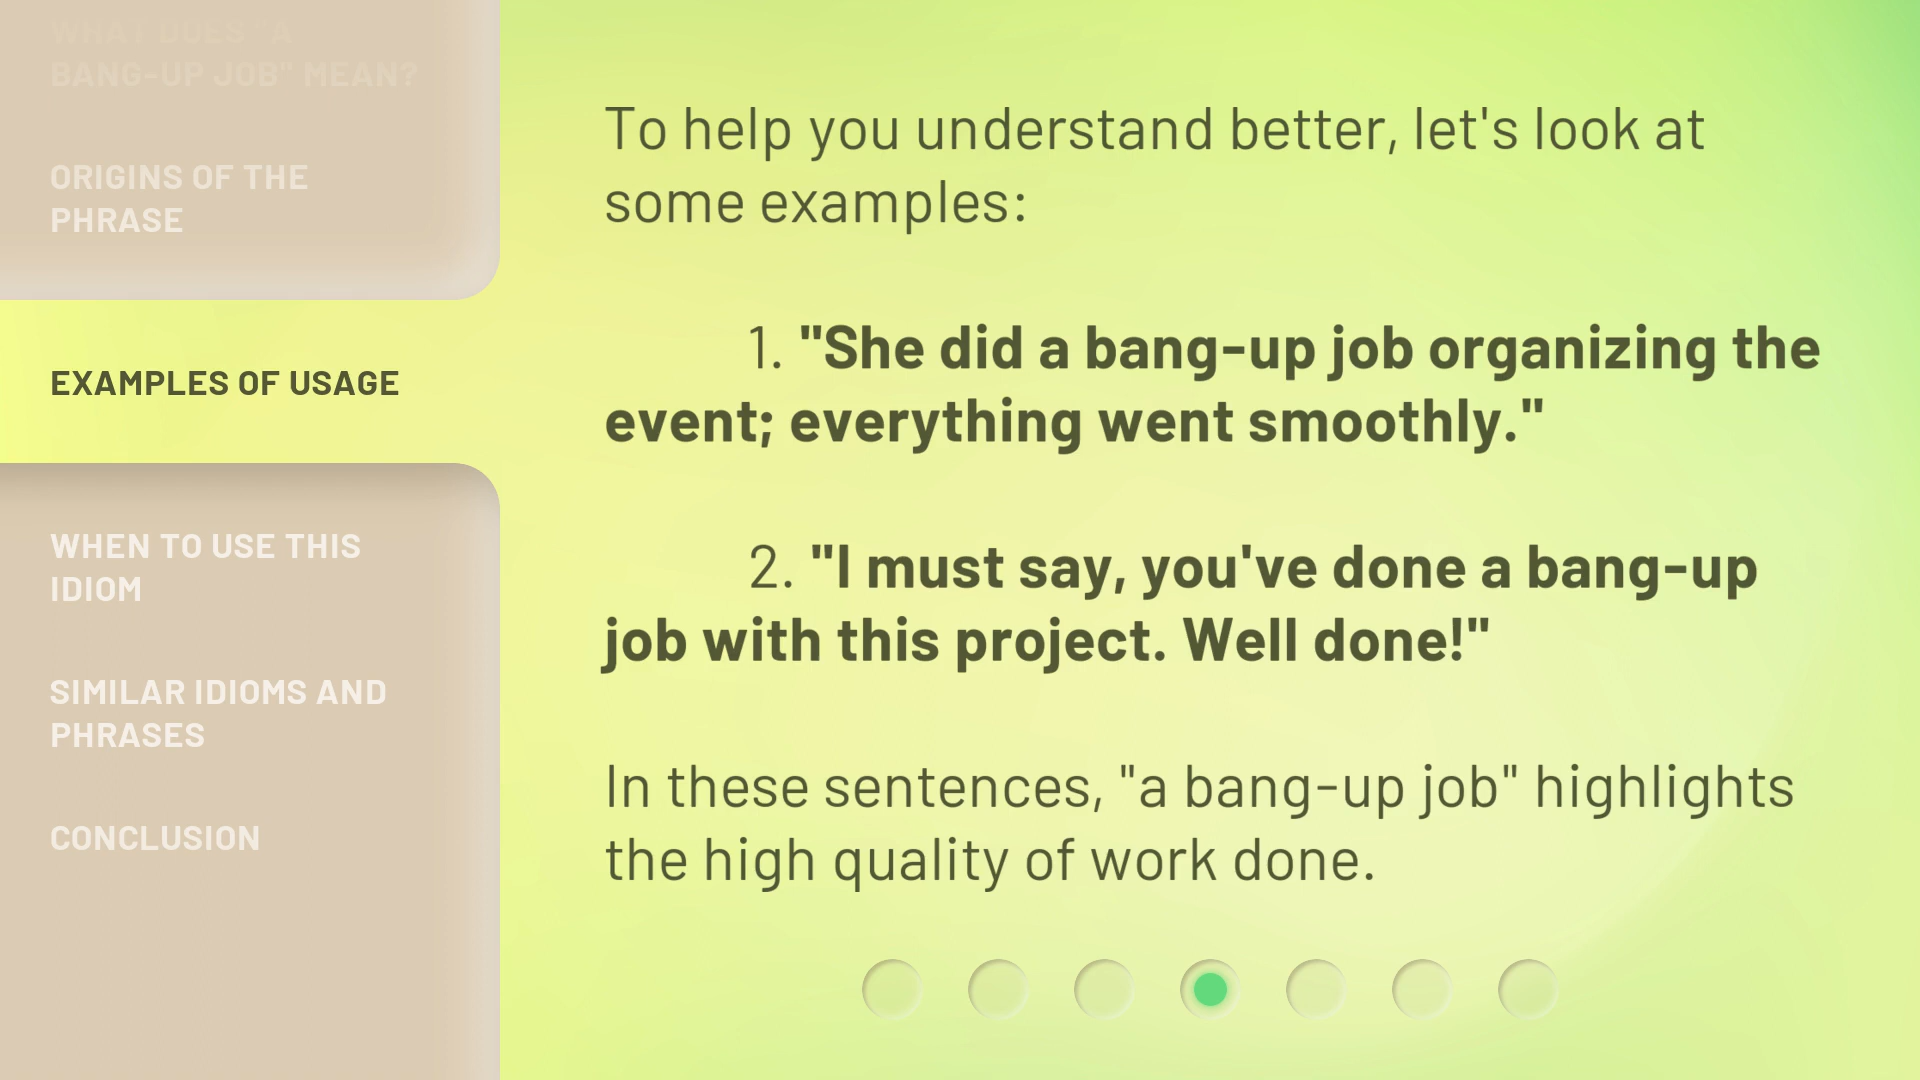 WHAT DOES "A
BANG-UP JOB" MEAN?
ORIGINS OF THE
PHRASE
EXAMPLES OF USAGE
WHEN TO USE THIS
IDIOM
SIMILAR IDIOMS AND
PHRASES
CONCLUSION
To help you understand better, let's look at
some examples:
1. "She did a bang-up job organizing the
event; everything went smoothly."
2. "I must say, you've done a bang-up
job with this project. Well done!"
In these sentences, "a bang-up job" highlights
the high quality of work done.